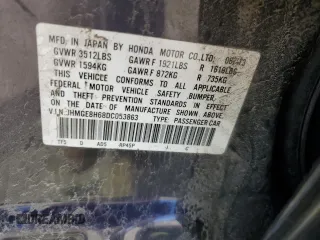 MFD. IN JAPAN BY HONDA MOTOR CO.,LTD.
GVWR 3512LBS GAWR F 1921LBS R 1618LBS
GVWR 1594KG GAWR F 872KG R 735KG
THIS VEHICLE CONFORMS TO ALL APPLICABLE
FEDERAL MOTOR VEHICLE SAFETY, BUMPER,
AND THEFT PREVENTION STANDARDS IN EFFECT ON
THE DATE OF MANUFACTURE SHOWN ABOVE
V.I.N.: JHMGE8H68DC053863 TYPE: PASSENGER CAR